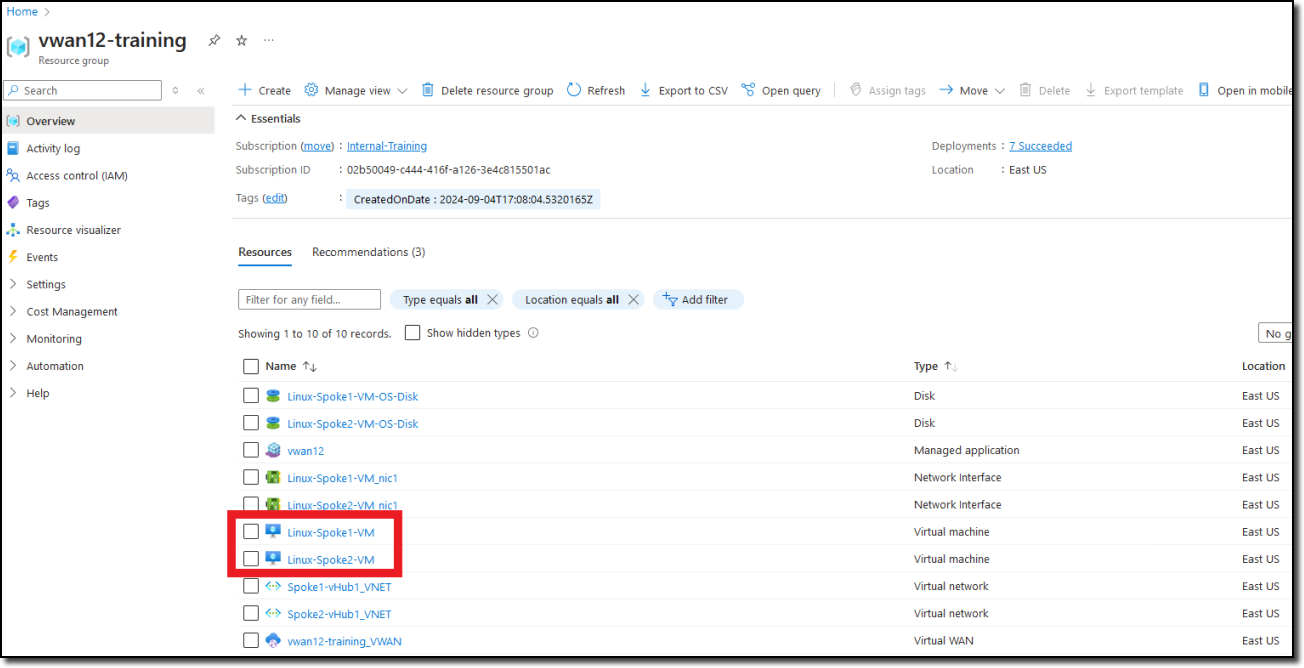 Home >
vwan12-training ...
Resource group
Search
Create Manage view Delete resource group Refresh Export to CSV Open query Assign tags Move Delete Export template Open in mobile
Overview
Activity log
Access control (IAM)
Tags
Resource visualizer
Events
Settings
Cost Management
Monitoring
Automation
Help
Essentials
Subscription (move) : Internal-Training Deployments : 7 Succeeded
Subscription ID : 02b50049-c444-416f-a126-3e4c815501ac Location : East US
Tags (edit) : CreatedOnDate : 2024-09-04T17:08:04.5320165Z
Resources Recommendations (3)
Filter for any field... Type equals all Location equals all Add filter
Showing 1 to 10 of 10 records. Show hidden types No g
Name Type Location
Linux-Spoke1-VM-OS-Disk Disk East US
Linux-Spoke2-VM-OS-Disk Disk East US
vwan12 Managed application East US
Linux-Spoke1-VM_nic1 Network Interface East US
Linux-Spoke2-VM_nic1 Network Interface East US
Linux-Spoke1-VM Virtual machine East US
Linux-Spoke2-VM Virtual machine East US
Spoke1-vHub1_VNET Virtual network East US
Spoke2-vHub1_VNET Virtual network East US
vwan12-training_VWAN Virtual WAN East US